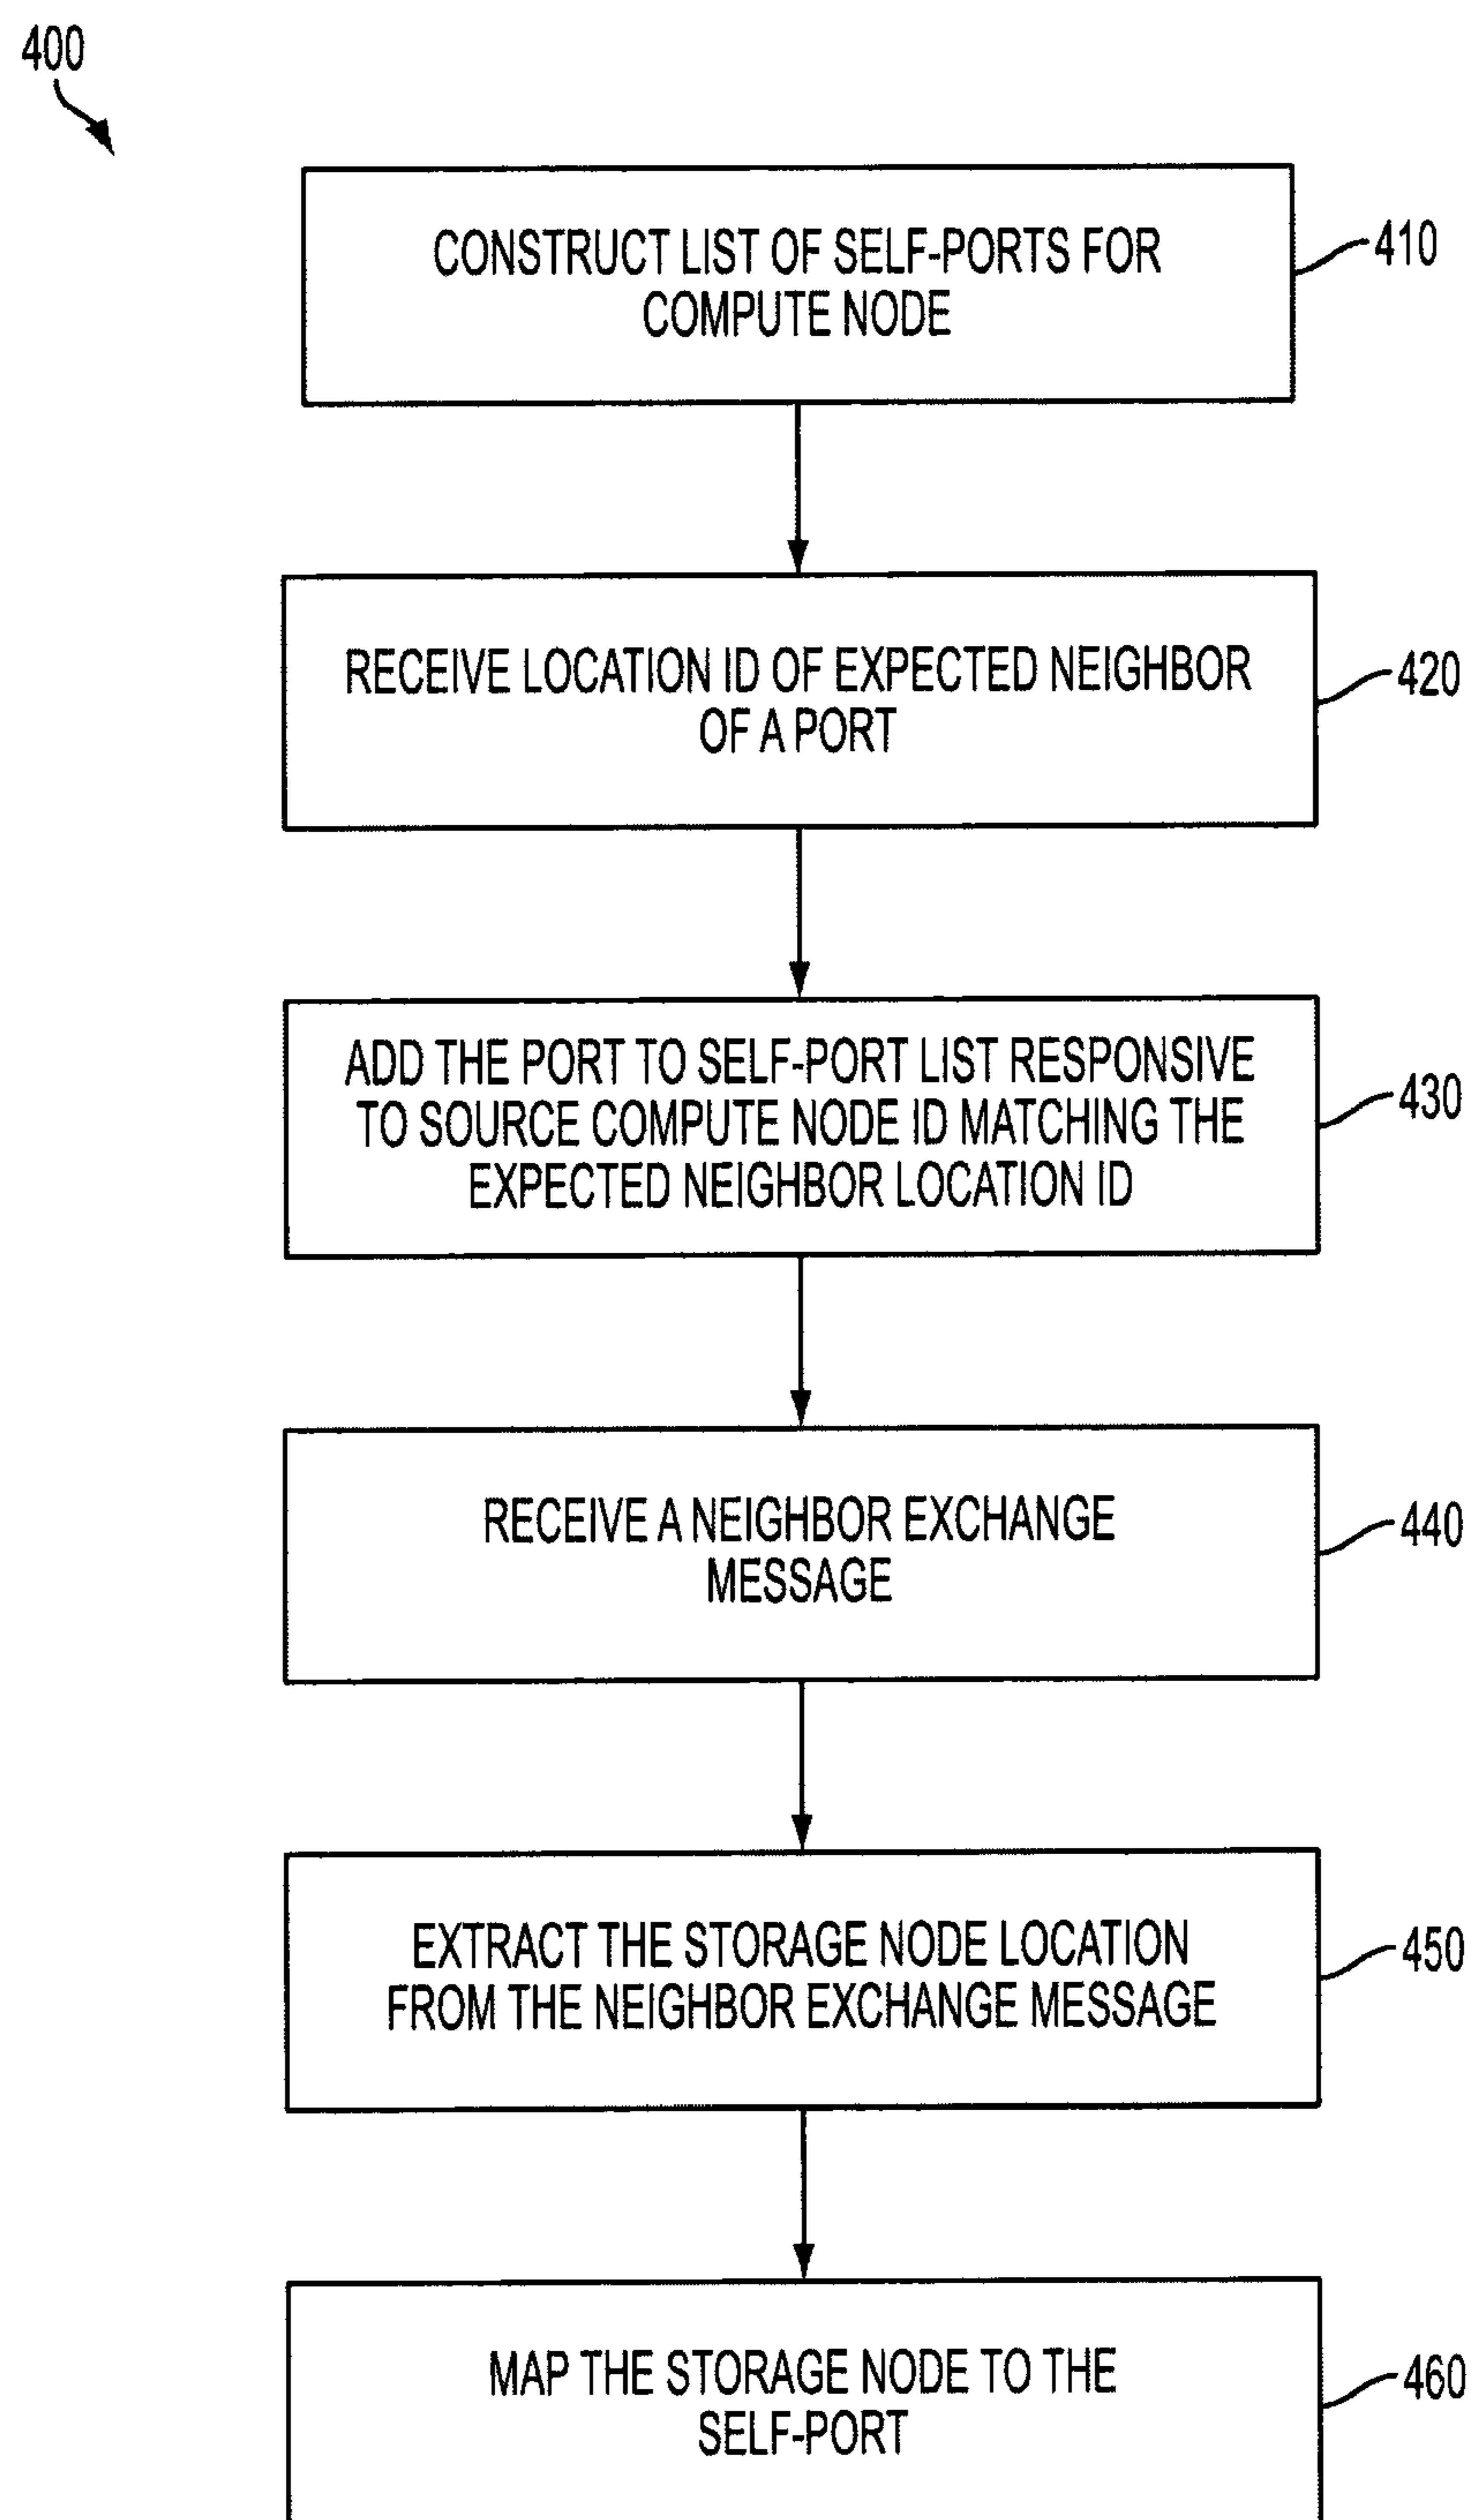 400
CONSTRUCT LIST OF SELF-PORTS FOR
COMPUTE NODE
410
RECEIVE LOCATION ID OF EXPECTED NEIGHBOR
OF A PORT
420
ADD THE PORT TO SELF-PORT LIST RESPONSIVE
TO SOURCE COMPUTE NODE ID MATCHING THE
EXPECTED NEIGHBOR LOCATION ID
430
RECEIVE A NEIGHBOR EXCHANGE
MESSAGE
440
EXTRACT THE STORAGE NODE LOCATION
FROM THE NEIGHBOR EXCHANGE MESSAGE
450
MAP THE STORAGE NODE TO THE
SELF-PORT
460